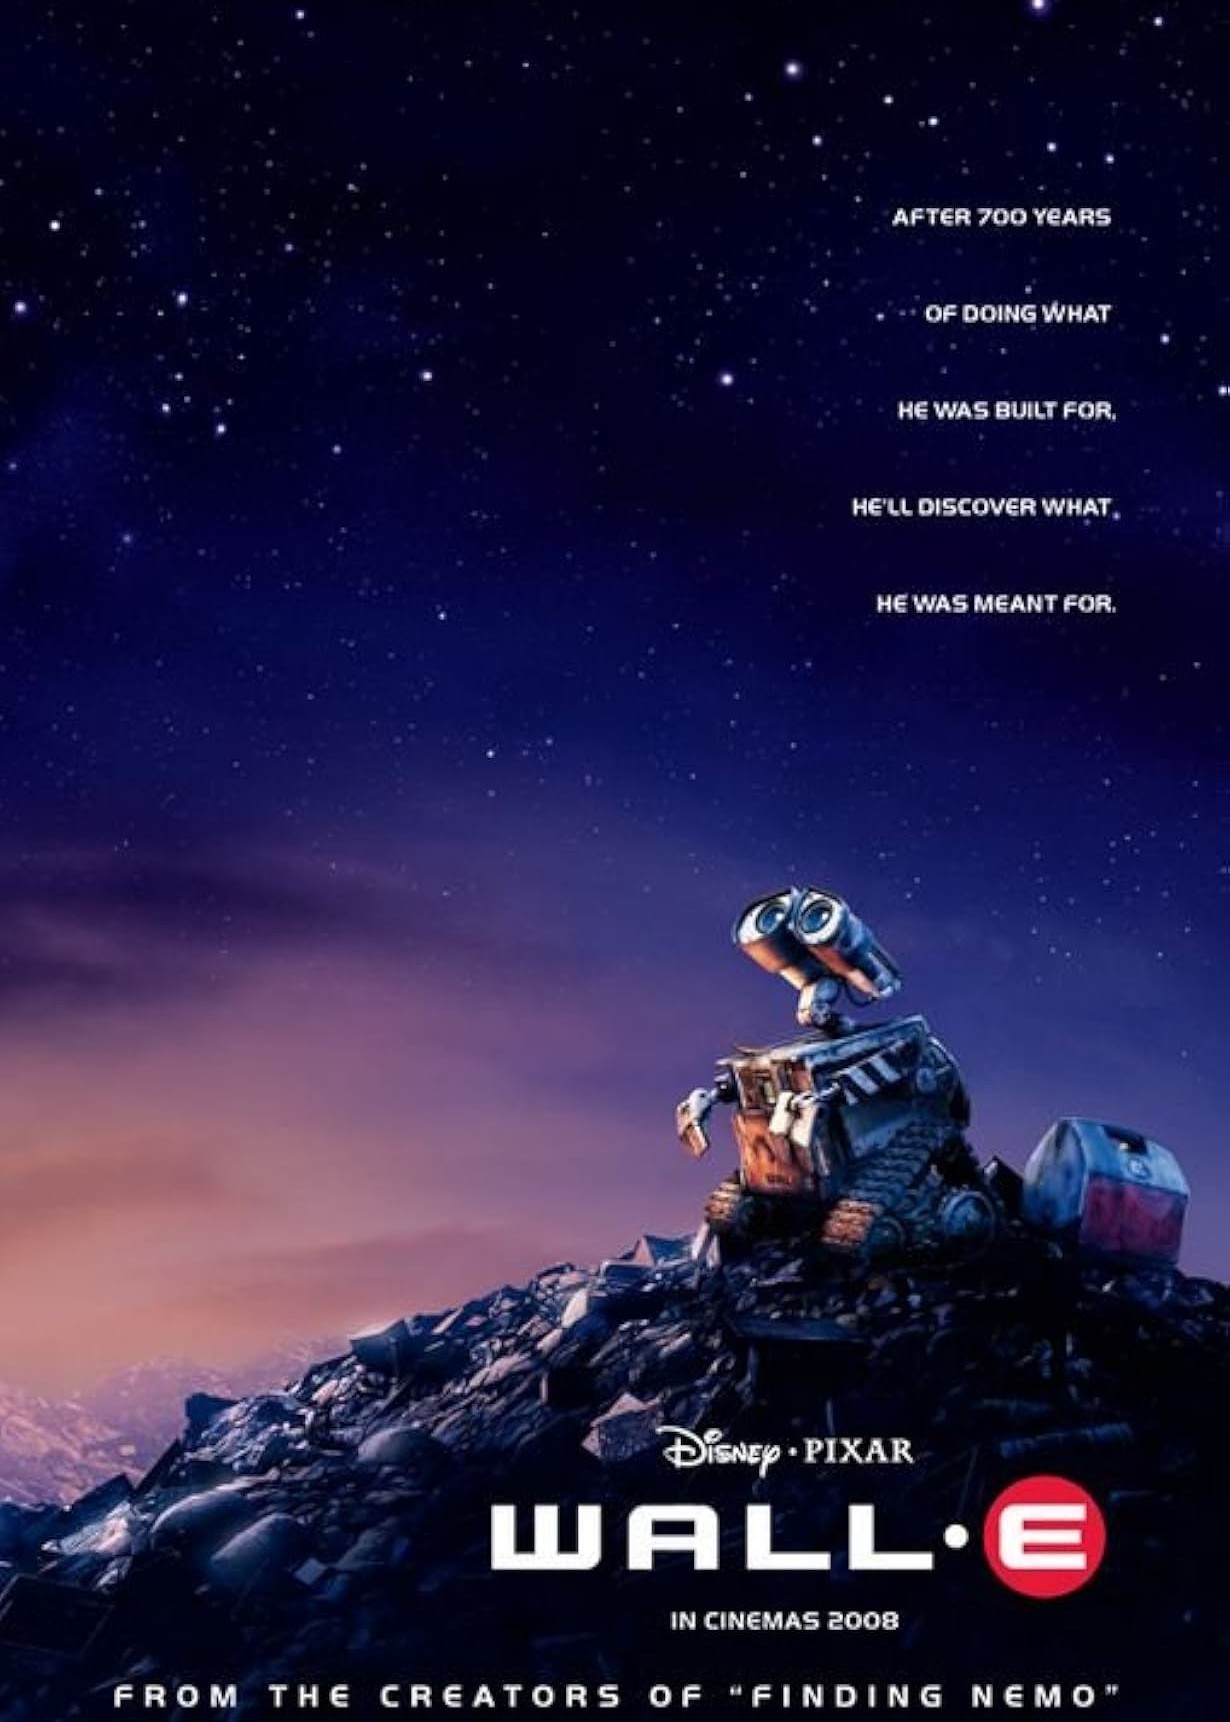 AFTER 700 YEARS
OF DOING WHAT
HE WAS BUILT FOR,
HE'LL DISCOVER WHAT
HE WAS MEANT FOR.
WALL
DISNEY · PIXAR
WALL·E
IN CINEMAS 2008
FROM THE CREATORS OF "FINDING NEMO"